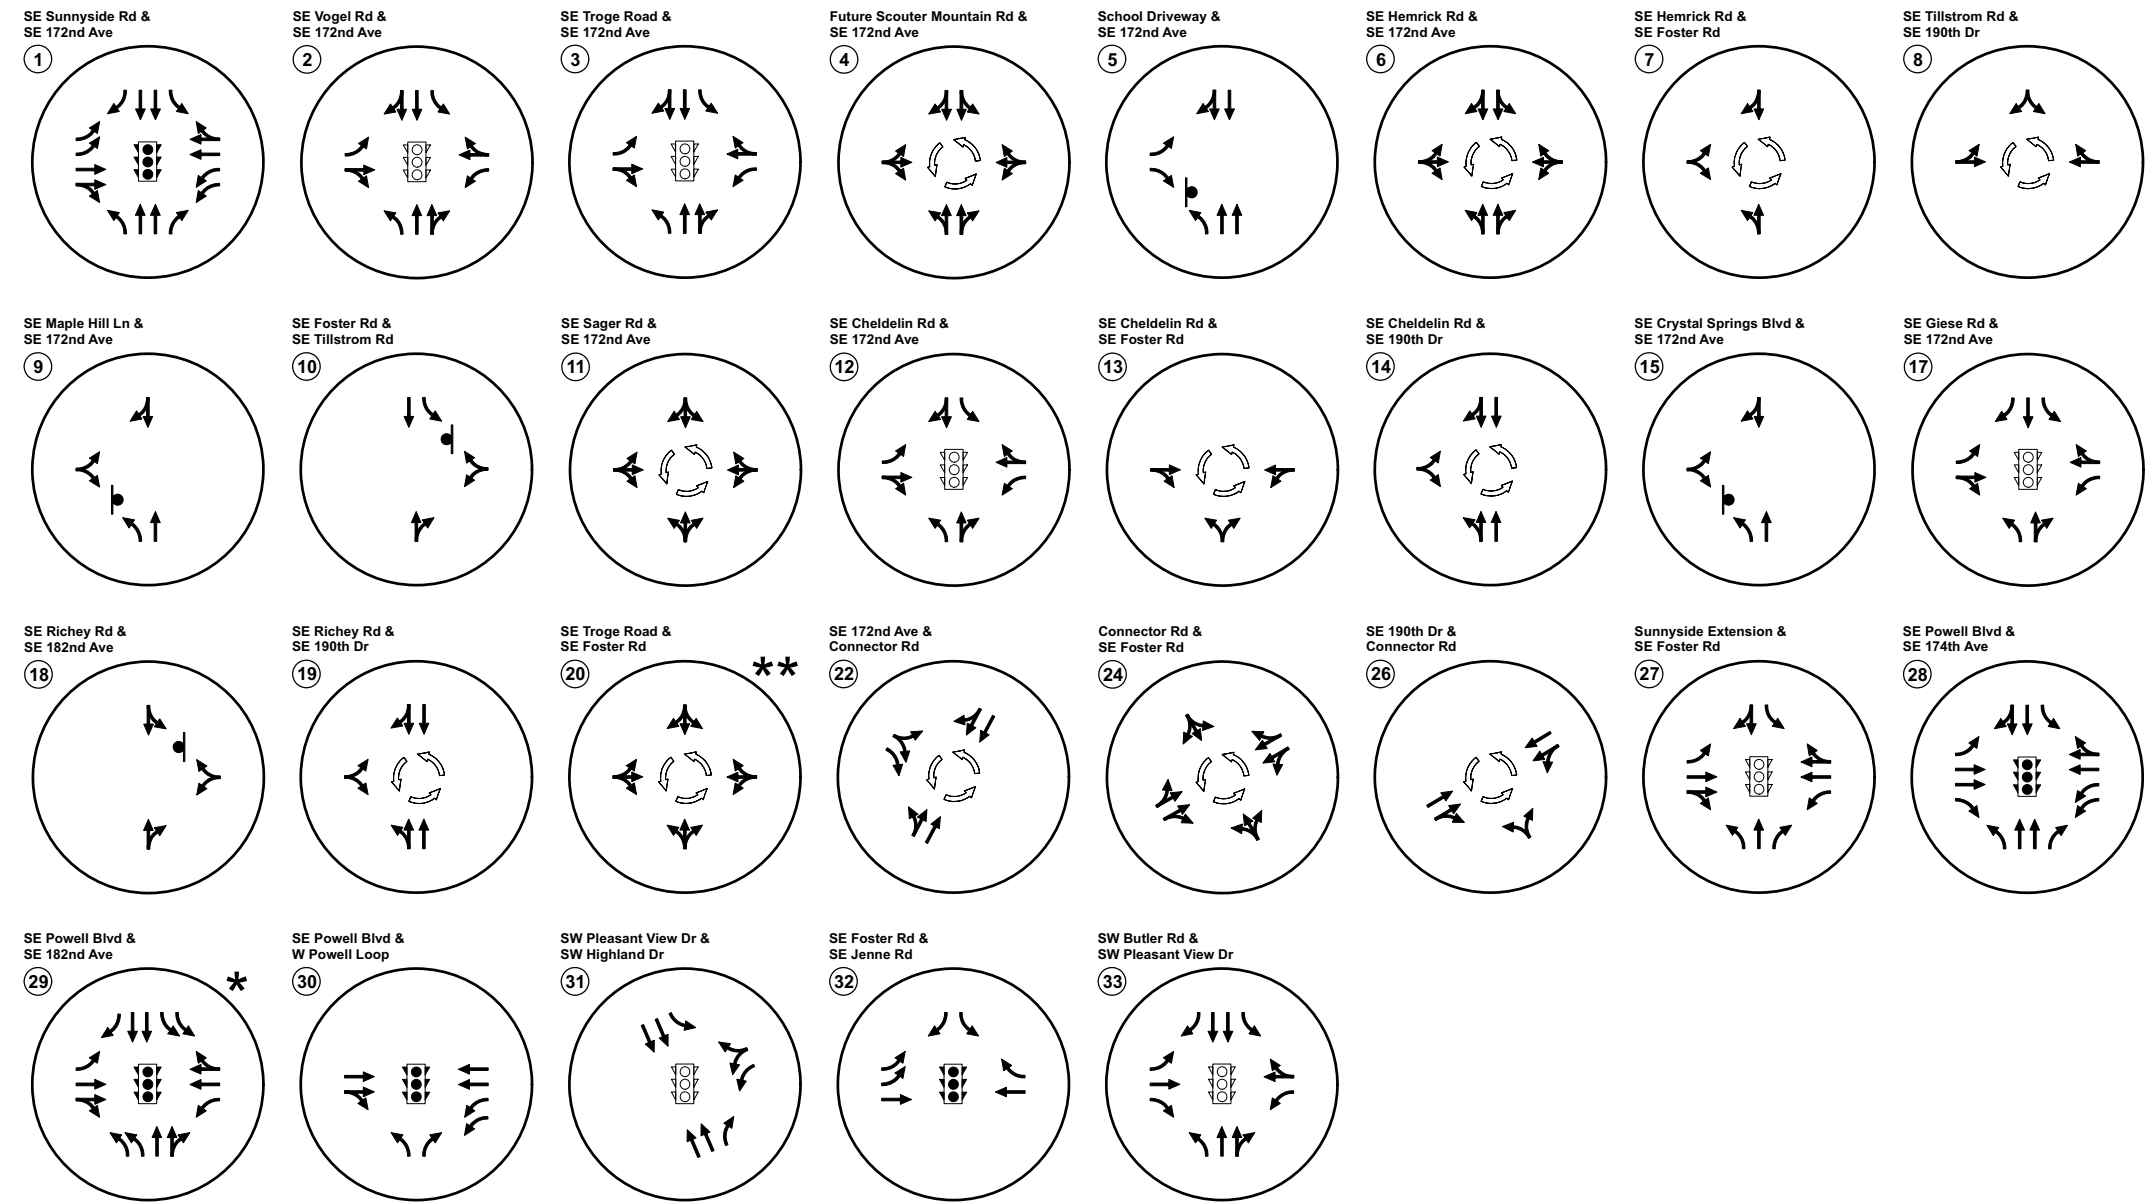 SE Sunnyside Rd &
SE 172nd Ave
1
SE Vogel Rd &
SE 172nd Ave
2
SE Troge Road &
SE 172nd Ave
3
Future Scouter Mountain Rd &
SE 172nd Ave
4
School Driveway &
SE 172nd Ave
5
SE Hemrick Rd &
SE 172nd Ave
6
SE Hemrick Rd &
SE Foster Rd
7
SE Tillstrom Rd &
SE 190th Dr
8
SE Maple Hill Ln &
SE 172nd Ave
9
SE Foster Rd &
SE Tillstrom Rd
10
SE Sager Rd &
SE 172nd Ave
11
SE Cheldelin Rd &
SE 172nd Ave
12
SE Cheldelin Rd &
SE Foster Rd
13
SE Cheldelin Rd &
SE 190th Dr
14
SE Crystal Springs Blvd &
SE 172nd Ave
15
SE Giese Rd &
SE 172nd Ave
17
SE Richey Rd &
SE 182nd Ave
18
SE Richey Rd &
SE 190th Dr
19
SE Troge Road &
SE Foster Rd
20
**
SE 172nd Ave &
Connector Rd
22
Connector Rd &
SE Foster Rd
24
SE 190th Dr &
Connector Rd
26
Sunnyside Extension &
SE Foster Rd
27
SE Powell Blvd &
SE 174th Ave
28
SE Powell Blvd &
SE 182nd Ave
29
*
SE Powell Blvd &
W Powell Loop
30
SW Pleasant View Dr &
SW Highland Dr
31
SE Foster Rd &
SE Jenne Rd
32
SW Butler Rd &
SW Pleasant View Dr
33